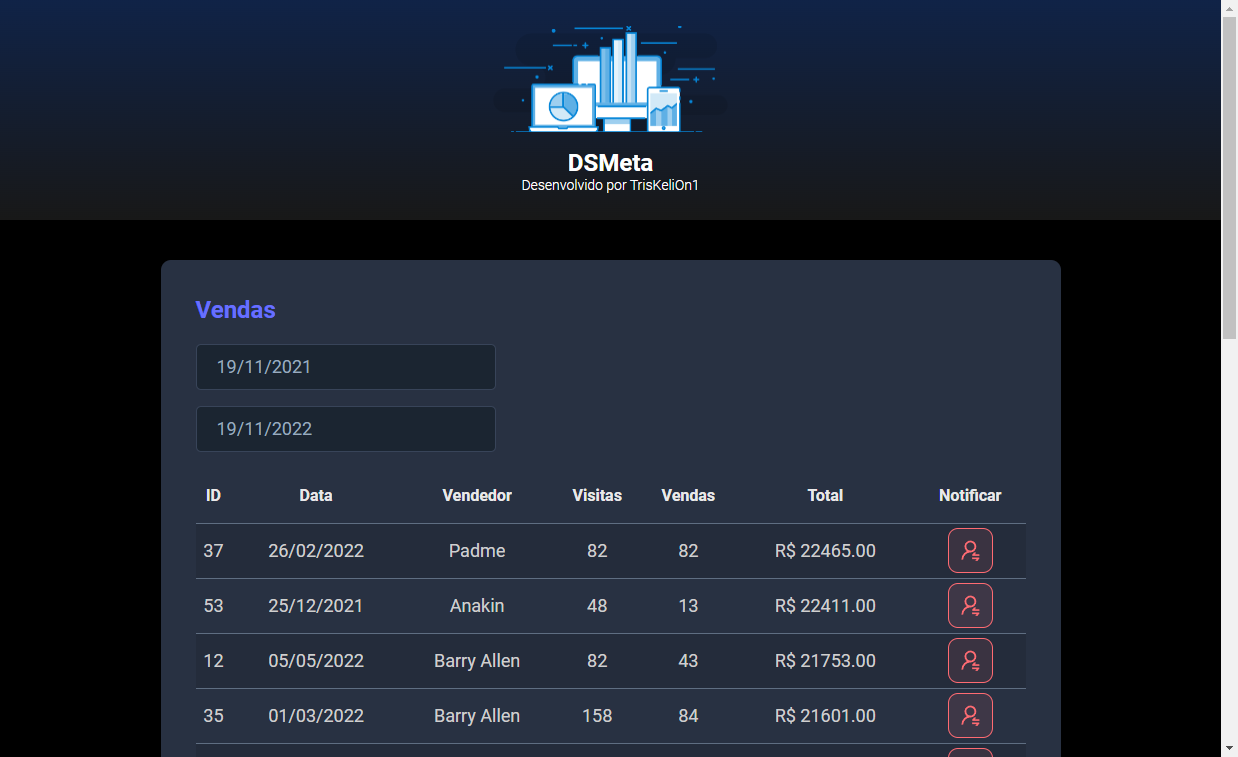 DSMeta
Desenvolvido por TrisKeliOn1
Vendas
19/11/2021
19/11/2022
ID Data Vendedor Visitas Vendas Total Notificar
37 26/02/2022 Padme 82 82 R$ 22465.00
53 25/12/2021 Anakin 48 13 R$ 22411.00
12 05/05/2022 Barry Allen 82 43 R$ 21753.00
35 01/03/2022 Barry Allen 158 84 R$ 21601.00